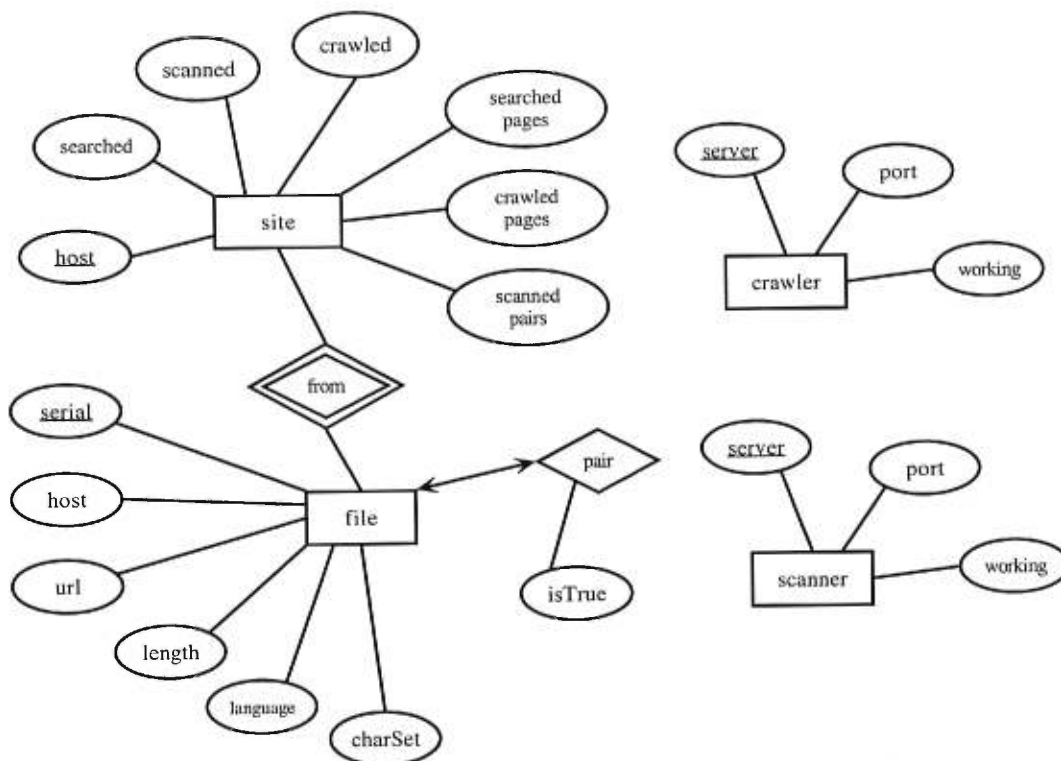 crawled
scanned
searched
pages
searched
server
port
crawled
pages
site
host
working
crawler
scanned
pairs
from
serial
server
pair
port
host
file
working
url
scanner
isTrue
length
language
charSet